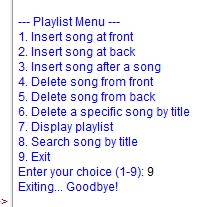 --- Playlist Menu ---
1. Insert song at front
2. Insert song at back
3. Insert song after a song
4. Delete song from front
5. Delete song from back
6. Delete a specific song by title
7. Display playlist
8. Search song by title
9. Exit
Enter your choice (1-9): 9
Exiting... Goodbye!
>